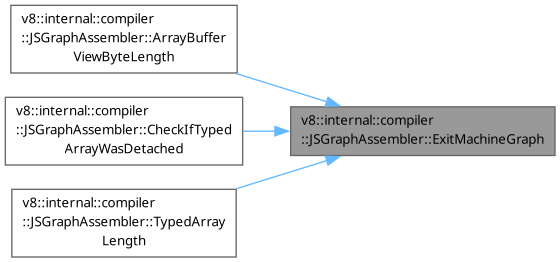 v8::internal::compiler
::JSGraphAssembler::ArrayBuffer
ViewByteLength
v8::internal::compiler
::JSGraphAssembler::CheckIfTyped
ArrayWasDetached
v8::internal::compiler
::JSGraphAssembler::TypedArray
Length
v8::internal::compiler
::JSGraphAssembler::ExitMachineGraph